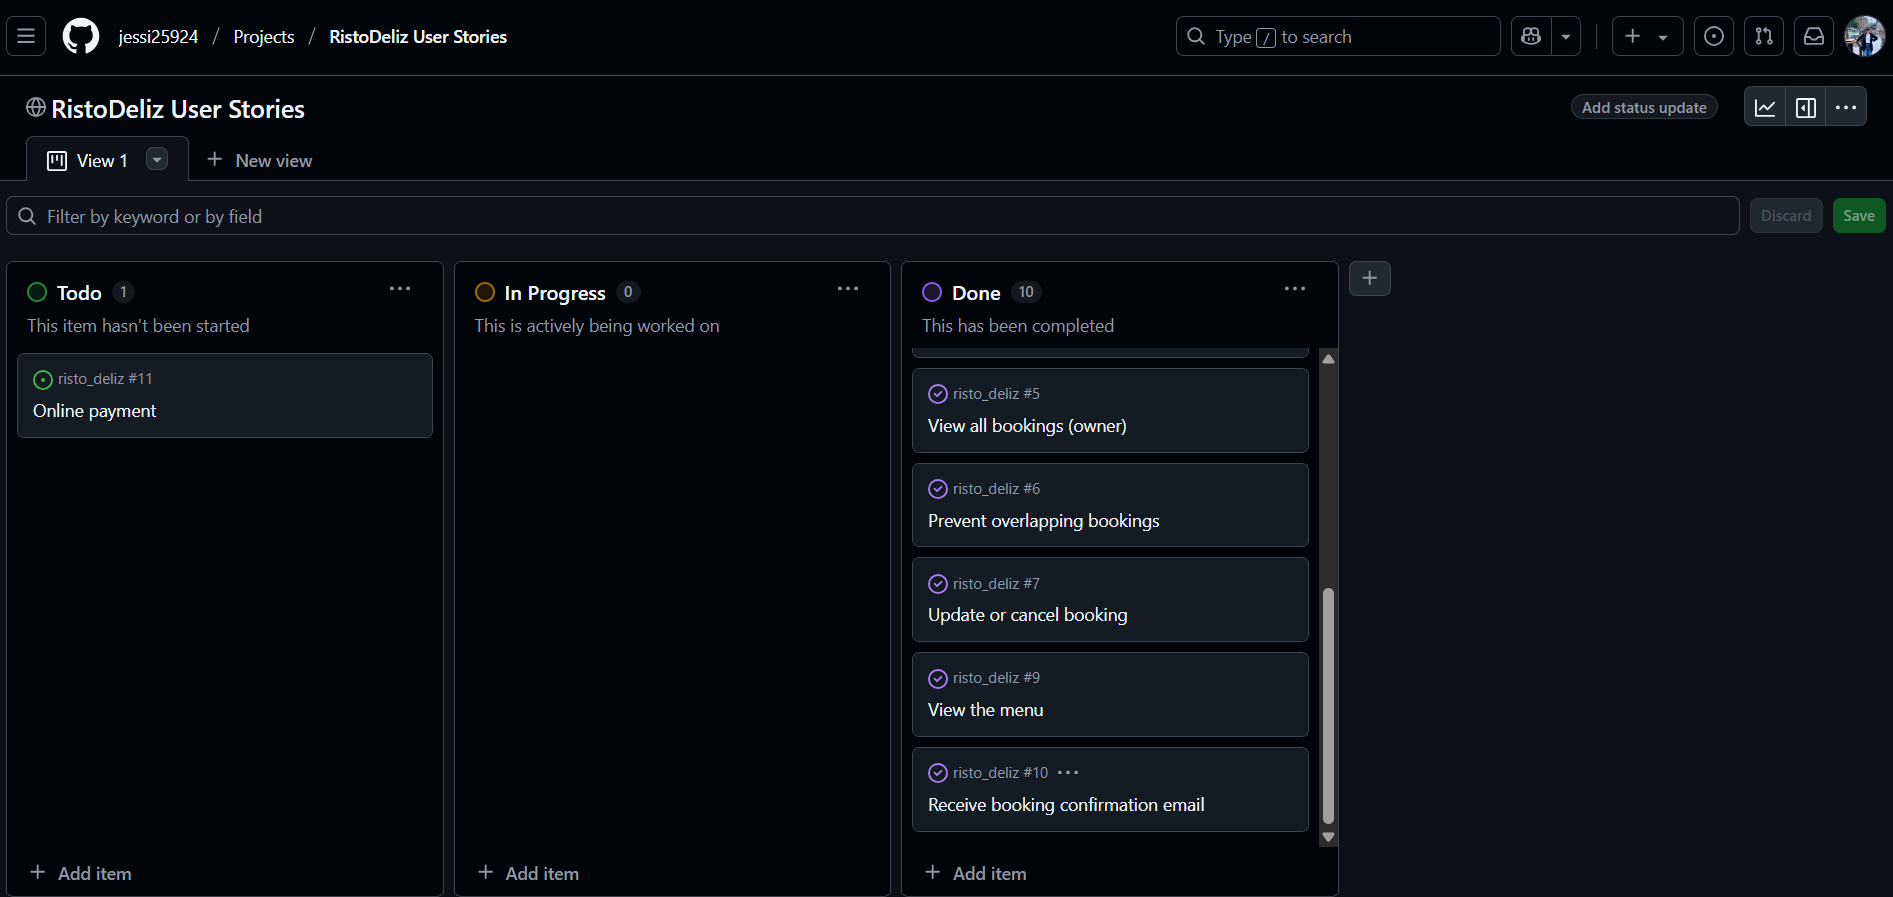 jessi25924 / Projects / RistoDeliz User Stories
Type / to search
RistoDeliz User Stories
Add status update
View 1
New view
Filter by keyword or by field
Discard
Save
Todo 1
This item hasn't been started
risto_deliz #11
Online payment
Add item
In Progress 0
This is actively being worked on
Add item
Done 10
This has been completed
risto_deliz #5
View all bookings (owner)
risto_deliz #6
Prevent overlapping bookings
risto_deliz #7
Update or cancel booking
risto_deliz #9
View the menu
risto_deliz #10
Receive booking confirmation email
Add item